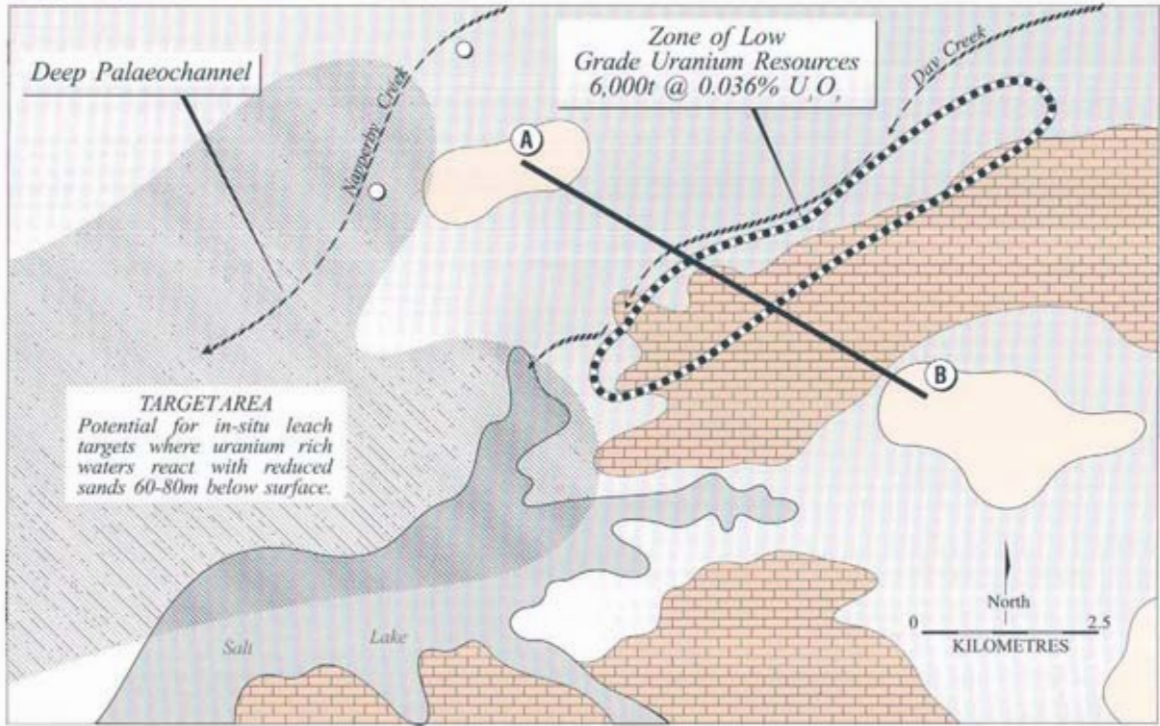 Deep Palaeochannel
Napperby Creek
Zone of Low
Grade Uranium Resources
6,000t @ 0.036% U₃O₈
Day Creek
A
B
TARGET AREA
Potential for in-situ leach
targets where uranium rich
waters react with reduced
sands 60-80m below surface.
Salt Lake
North
0 2.5
KILOMETRES